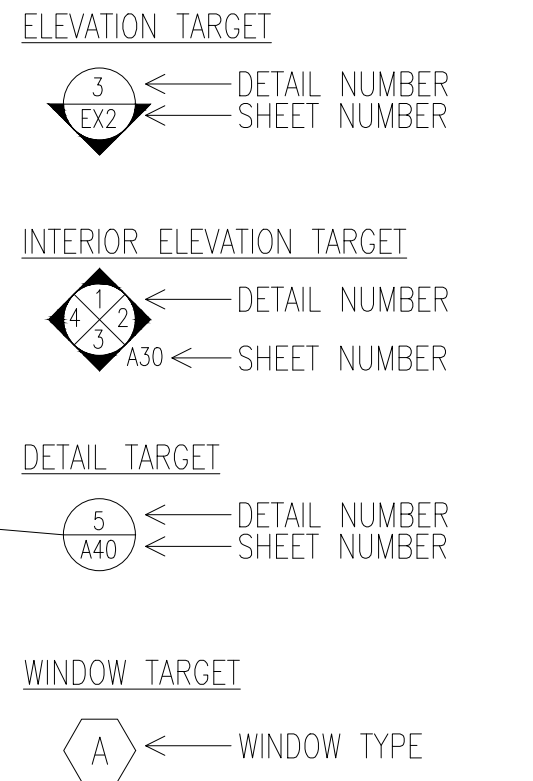 ELEVATION TARGET
3
DETAIL NUMBER
EX2
SHEET NUMBER
INTERIOR ELEVATION TARGET
1
4 2
3
DETAIL NUMBER
A30
SHEET NUMBER
DETAIL TARGET
5
DETAIL NUMBER
A40
SHEET NUMBER
WINDOW TARGET
A
WINDOW TYPE